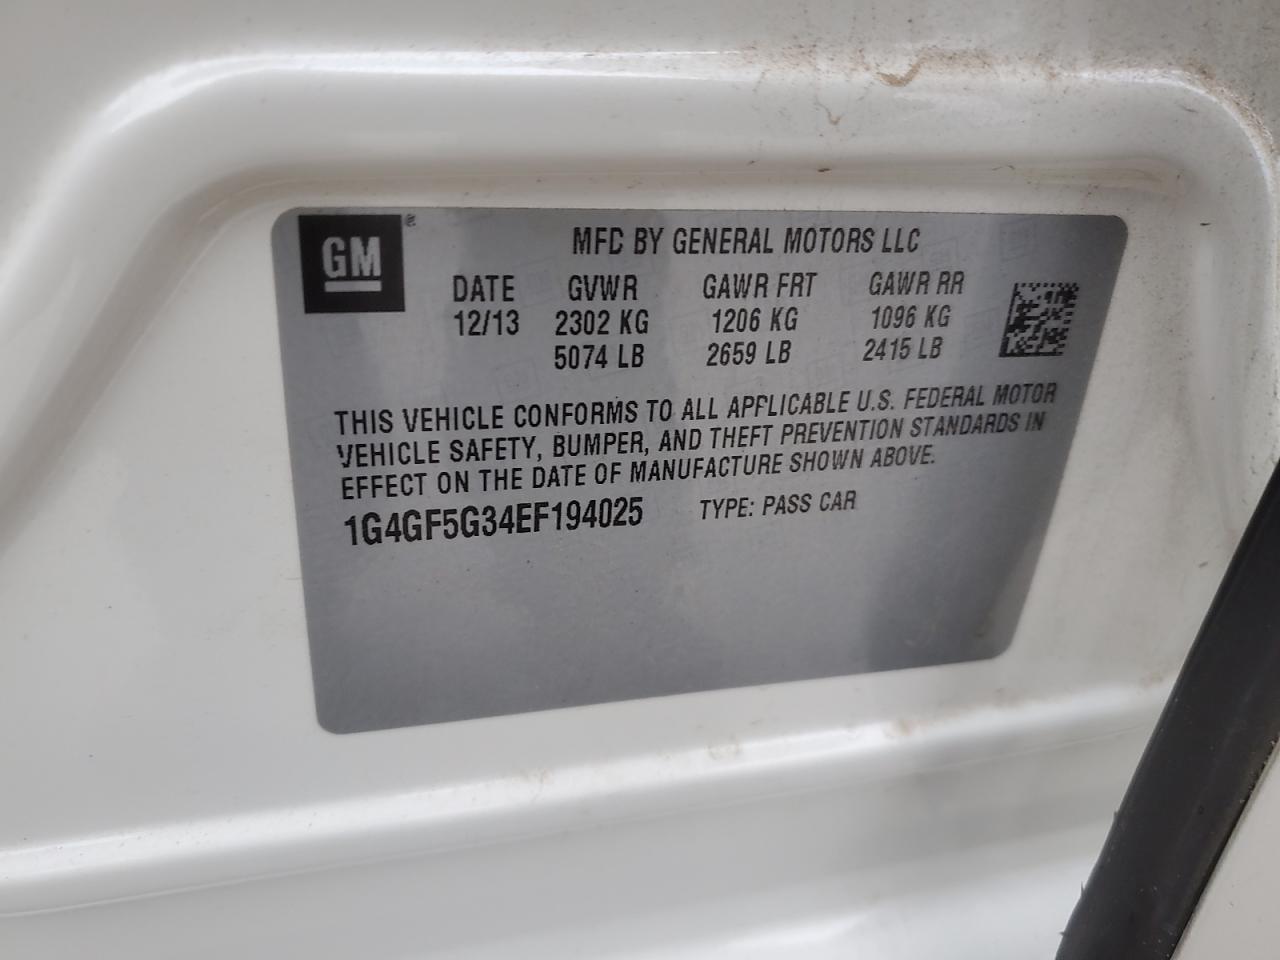 GM ®
MFD BY GENERAL MOTORS LLC
DATE GVWR GAWR FRT GAWR RR
12/13 2302 KG 1206 KG 1096 KG
5074 LB 2659 LB 2415 LB
THIS VEHICLE CONFORMS TO ALL APPLICABLE U.S. FEDERAL MOTOR
VEHICLE SAFETY, BUMPER, AND THEFT PREVENTION STANDARDS IN
EFFECT ON THE DATE OF MANUFACTURE SHOWN ABOVE.
1G4GF5G34EF194025 TYPE: PASS CAR